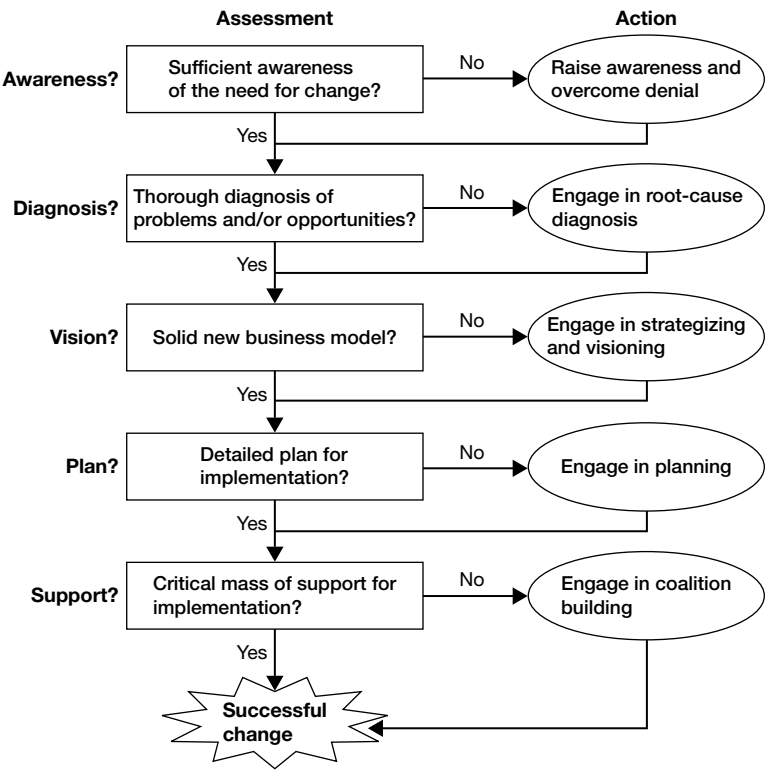 Assessment
Action
Awareness?
Sufficient awareness
of the need for change?
No
Raise awareness and
overcome denial
Yes
Diagnosis?
Thorough diagnosis of
problems and/or opportunities?
No
Engage in root-cause
diagnosis
Yes
Vision?
Solid new business model?
No
Engage in strategizing
and visioning
Yes
Plan?
Detailed plan for
implementation?
No
Engage in planning
Yes
Support?
Critical mass of support for
implementation?
No
Engage in coalition
building
Yes
Successful
change